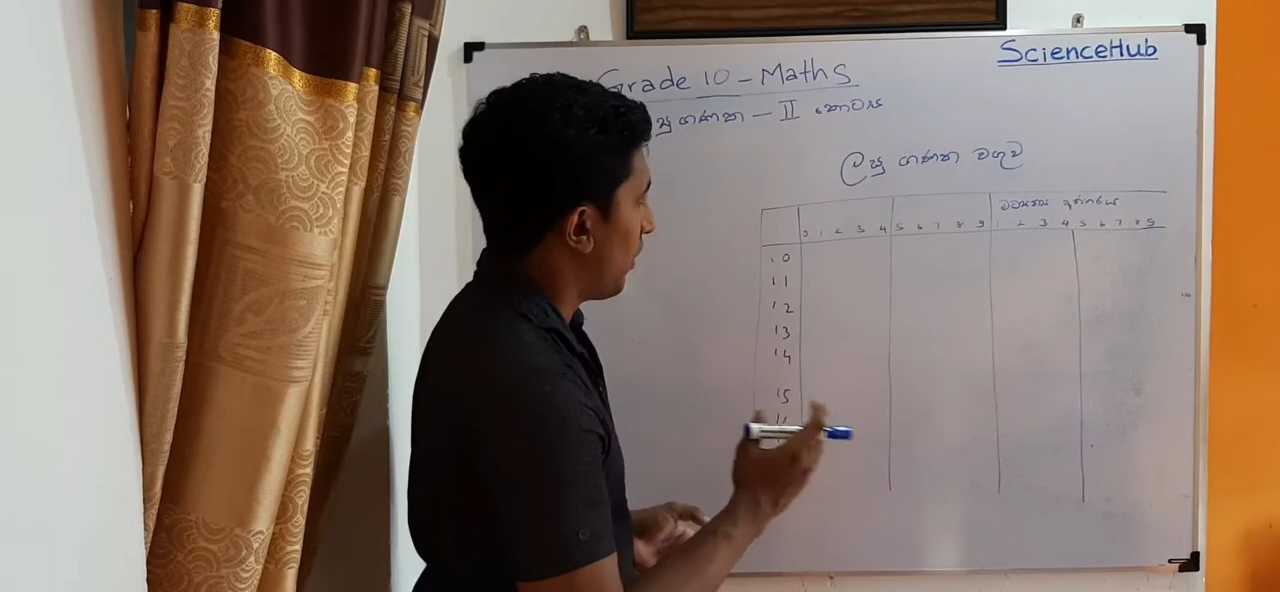 ScienceHub
Grade 10 - Maths
ලඝු ගණක - II කොටස
ලඝු ගණක වගුව
මධ්‍යන්‍ය අන්තරය
0 1 2 3 4 5 6 7 8 9 1 2 3 4 5 6 7 8 9
10
11
12
13
14
15